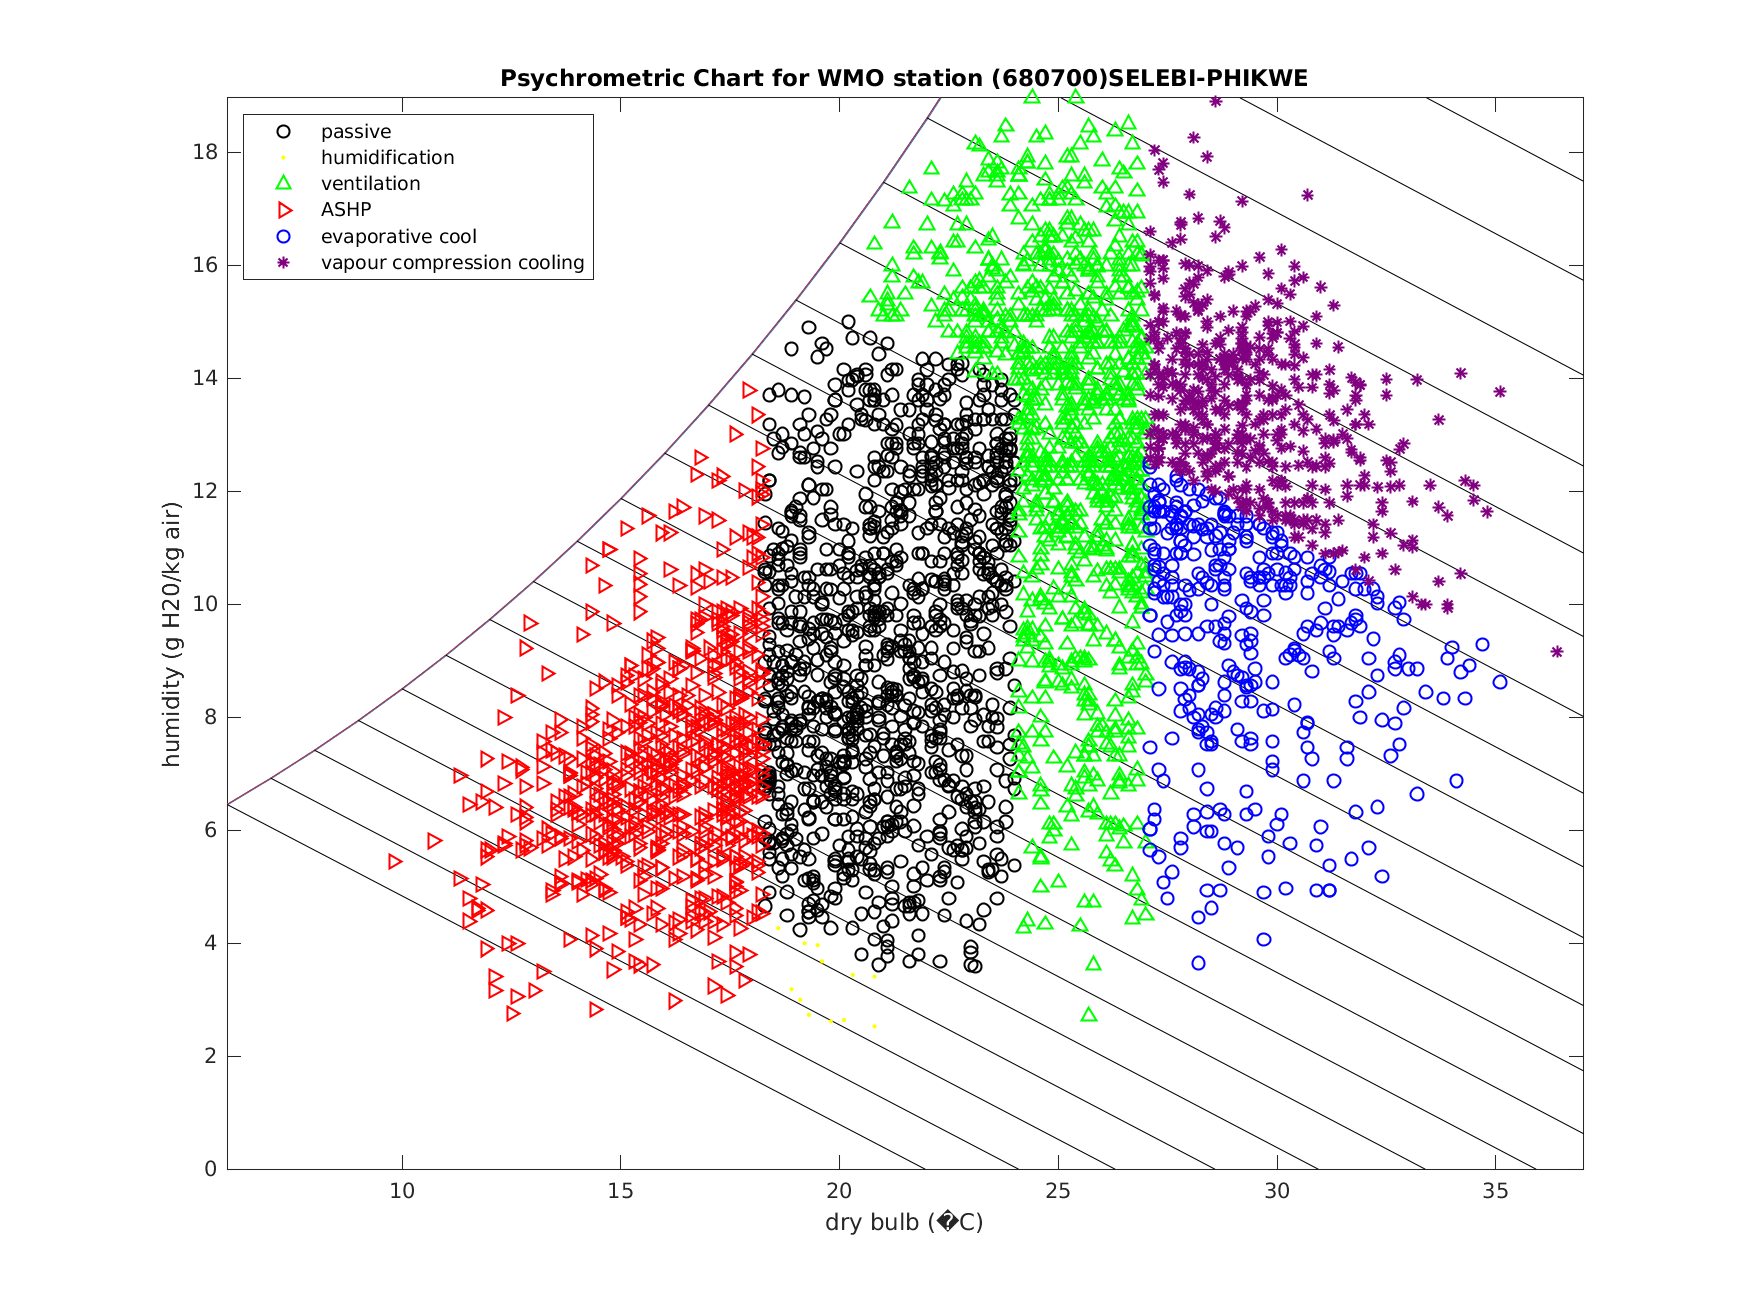 Psychrometric Chart for WMO station (680700)SELEBI-PHIKWE
passive
humidification
ventilation
ASHP
evaporative cool
vapour compression cooling
humidity (g H20/kg air)
18
16
14
12
10
8
6
4
2
0
10 15 20 25 30 35
dry bulb (�C)